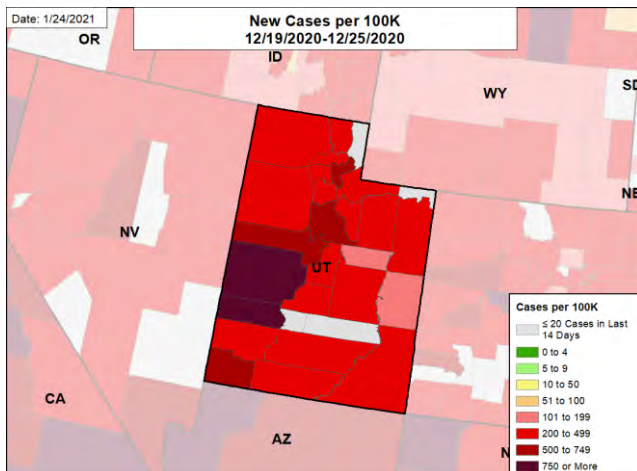 Date: 1/24/2021
New Cases per 100K
12/19/2020-12/25/2020
OR
ID
WY
SD
NE
NV
UT
CA
AZ
N
Cases per 100K
≤ 20 Cases in Last
14 Days
0 to 4
5 to 9
10 to 50
51 to 100
101 to 199
200 to 499
500 to 749
750 or More